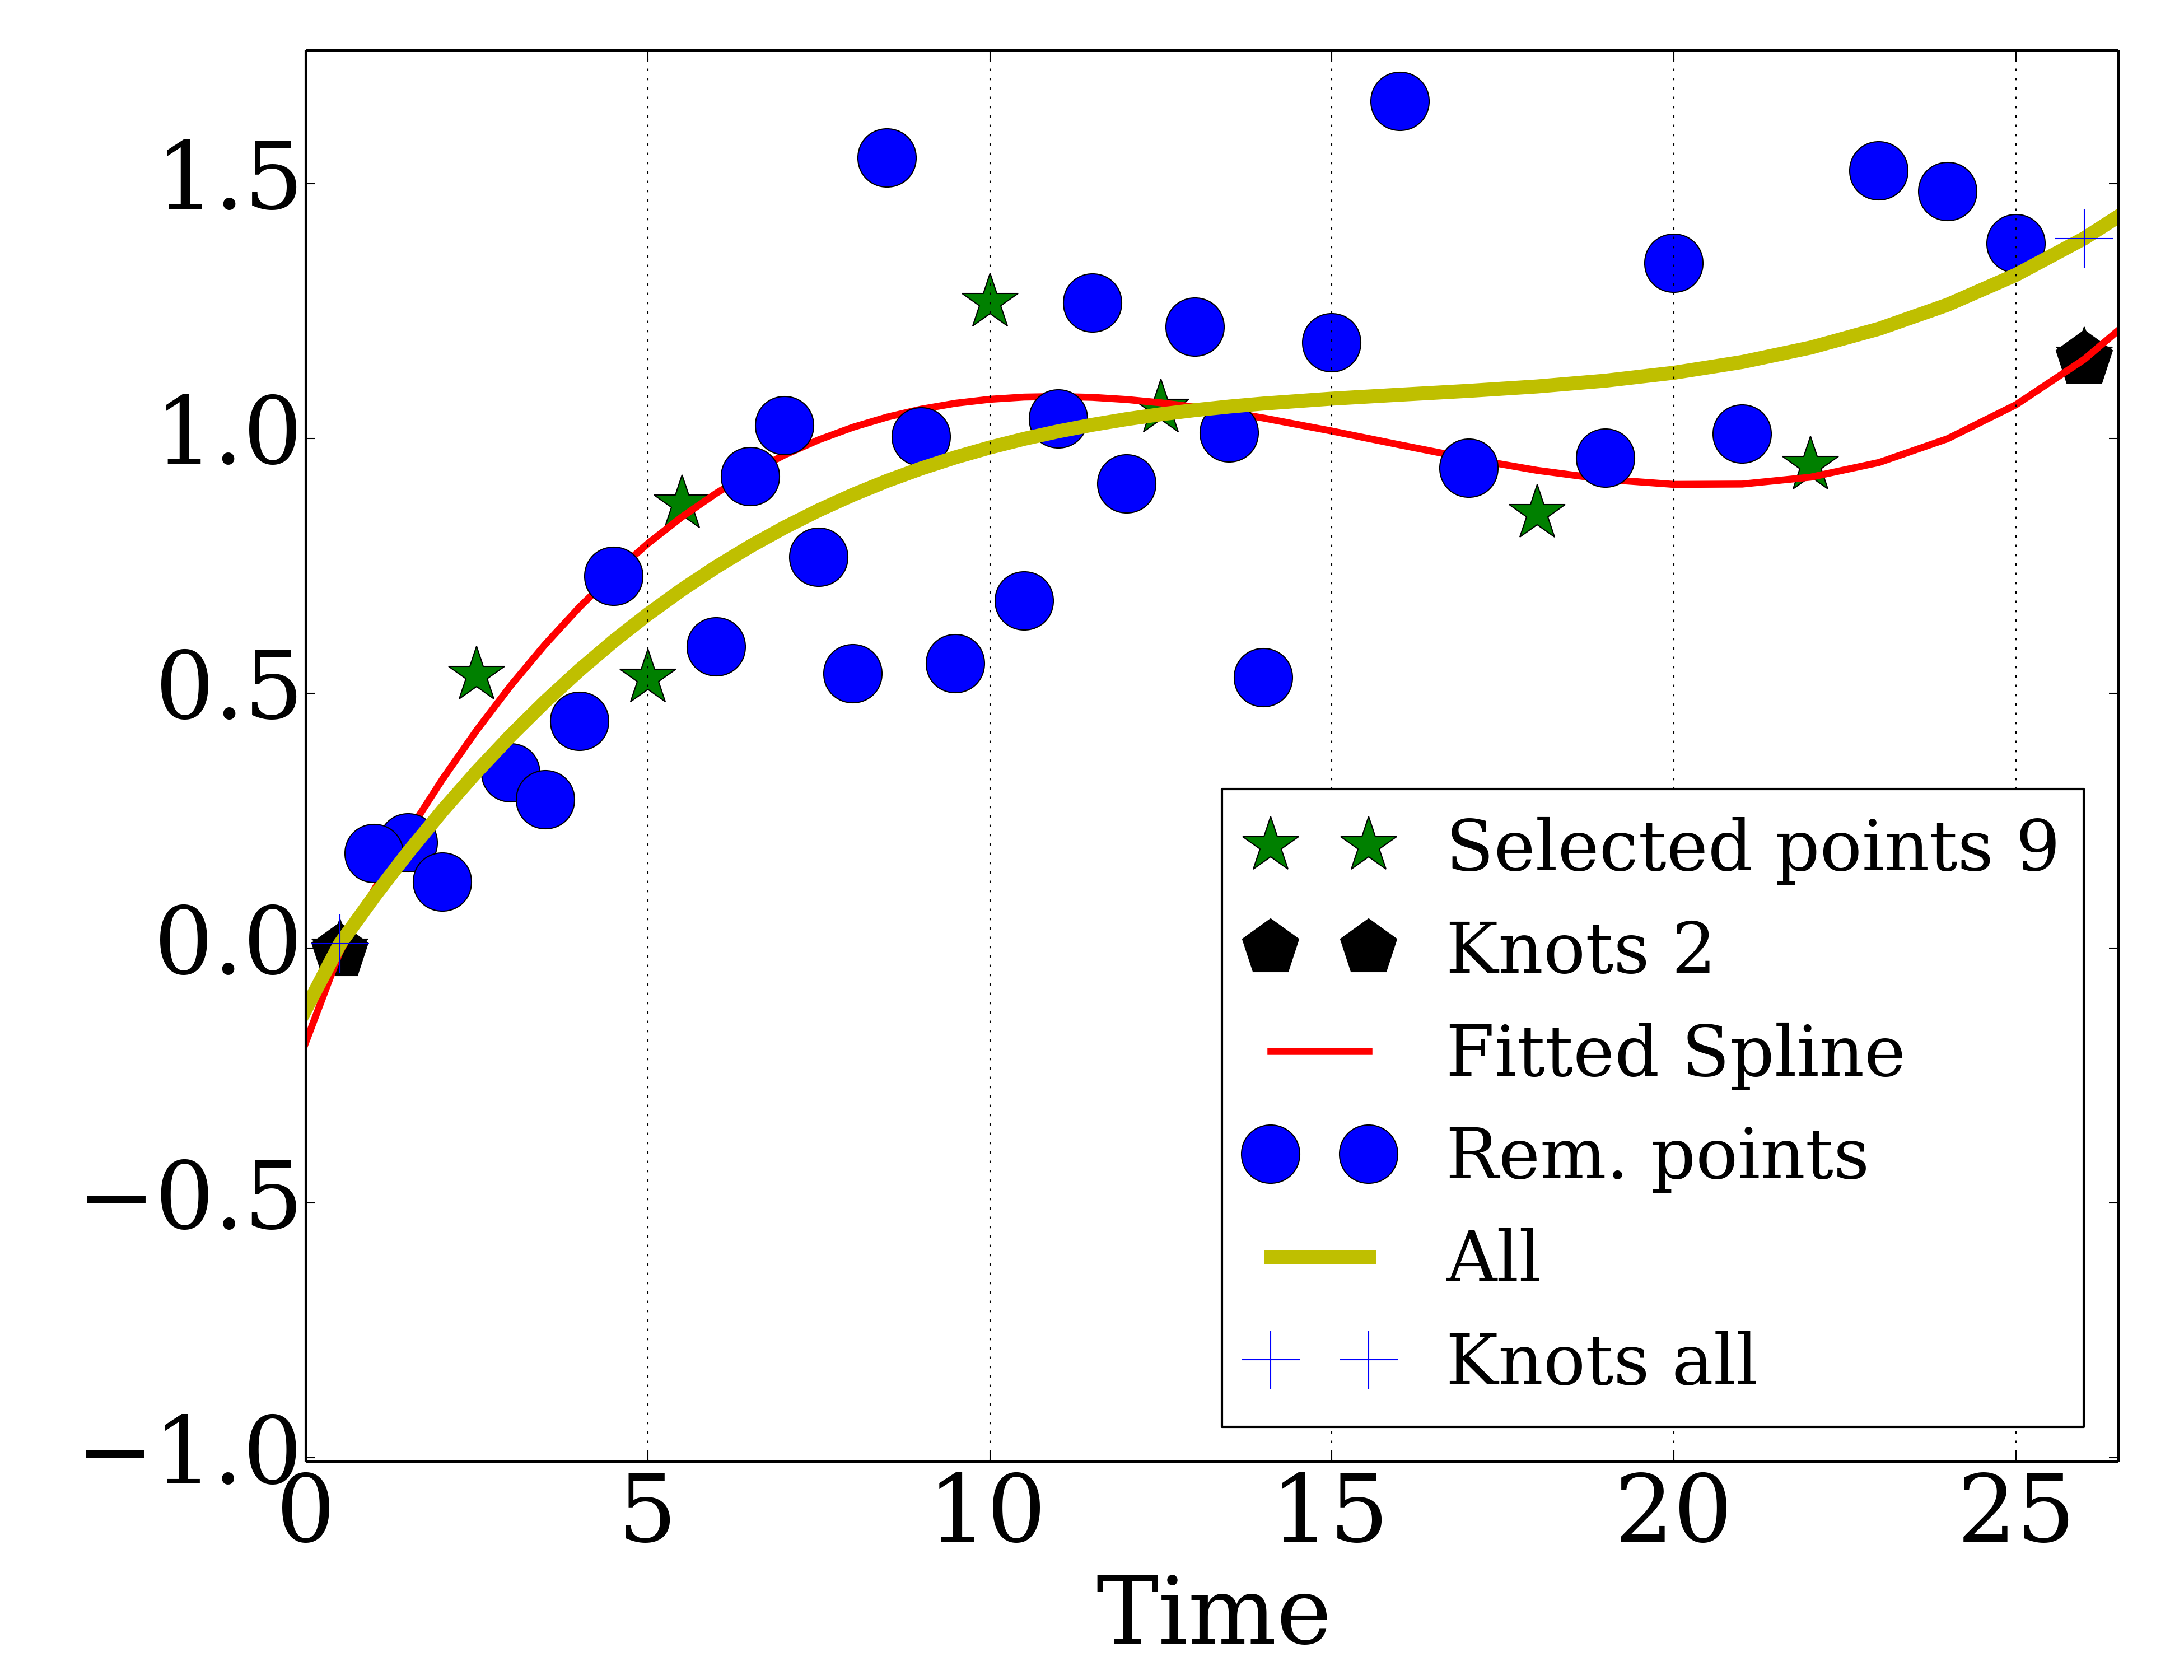 1.5
1.0
0.5
0.0
−0.5
−1.0
Selected points 9
Knots 2
Fitted Spline
Rem. points
All
Knots all
0 5 10 15 20 25
Time